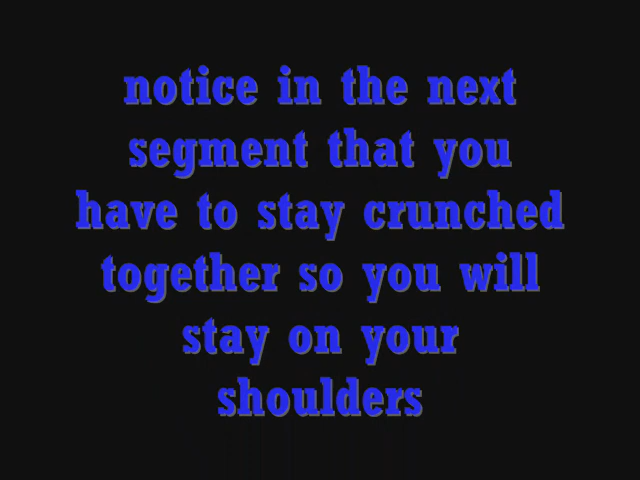 notice in the next
segment that you
have to stay crunched
together so you will
stay on your
shoulders